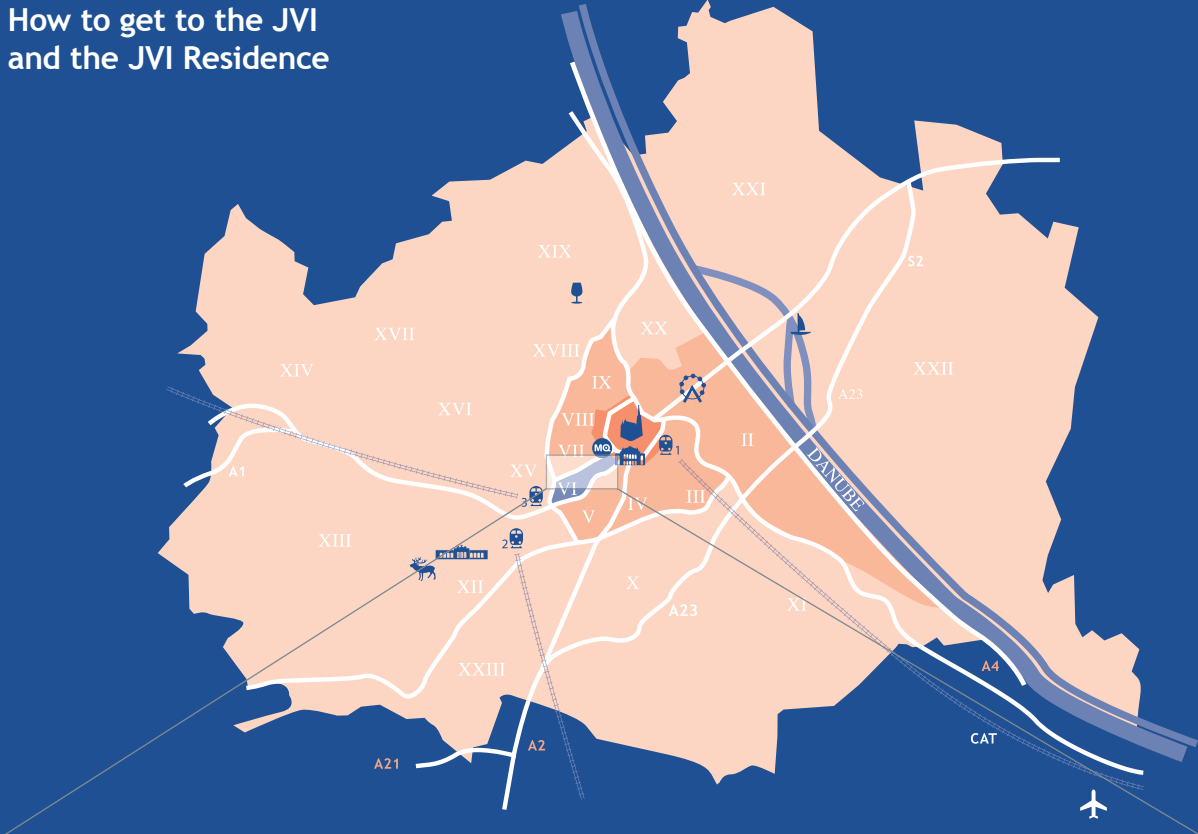 How to get to the JVI
and the JVI Residence
XXI
XIX
S2
XX
XVII
XVIII
XIV
XXII
IX
A23
XVI
VIII
II
MQ
1
VII
A1
XV
DANUBE
VI
3
III
IV
V
2
XIII
XII
X
A23
XI
XXIII
A4
CAT
A2
A21